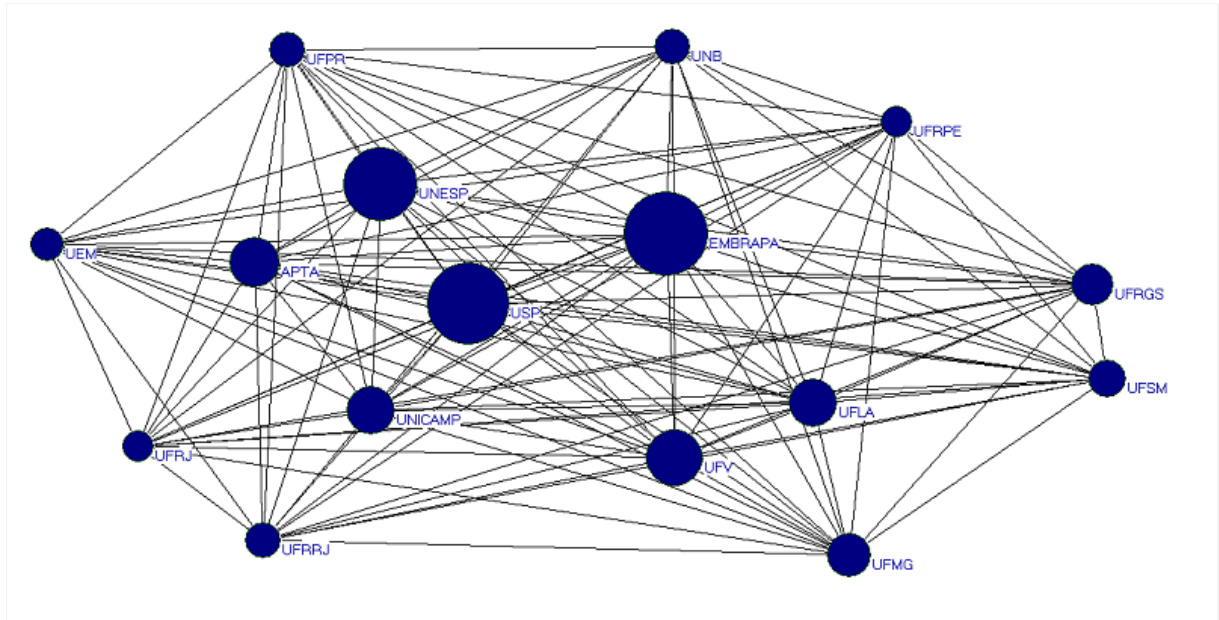 UFPR
UNB
UFRPE
UNESP
EMBRAPA
UEM
APTA
UFRGS
USP
UFSM
UFLA
UNICAMP
UFRJ
UFV
UFRRJ
UFMG